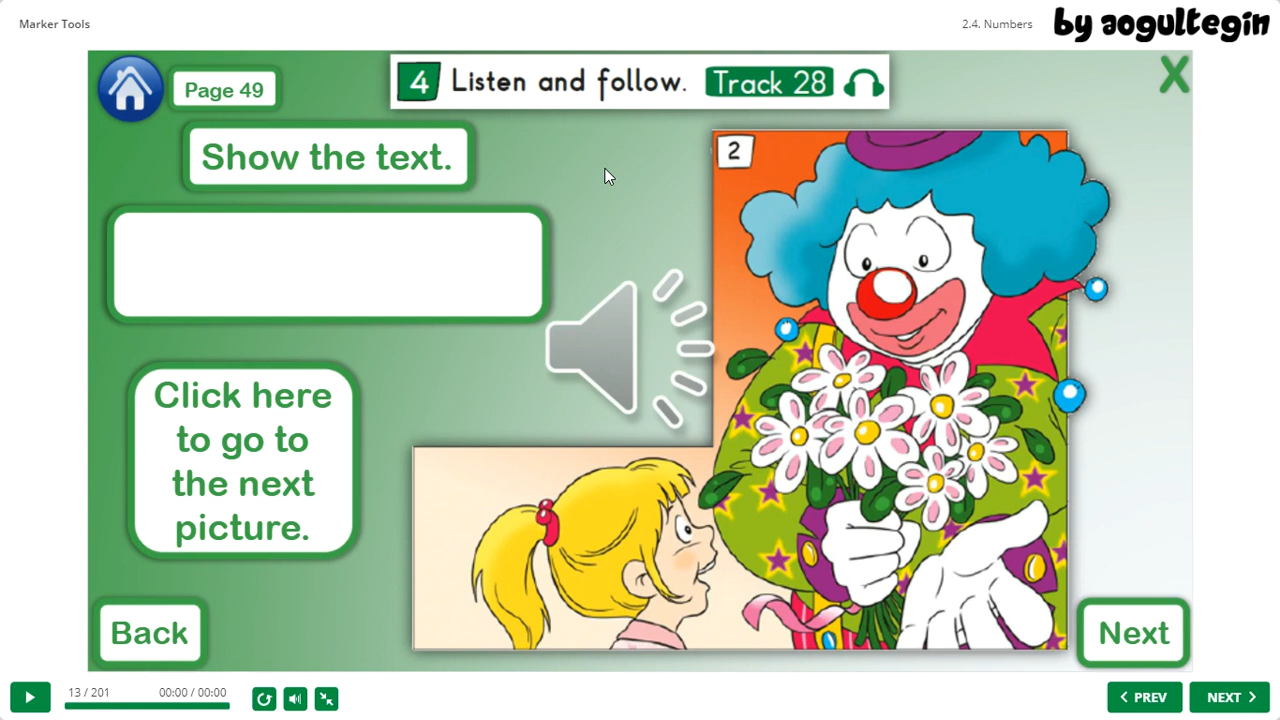 Marker Tools
2.4. Numbers
by aogultegin
Page 49
4 Listen and follow. Track 28
X
Show the text.
2
Click here
to go to
the next
picture.
Back
Next
13 / 201
00:00 / 00:00
PREV
NEXT